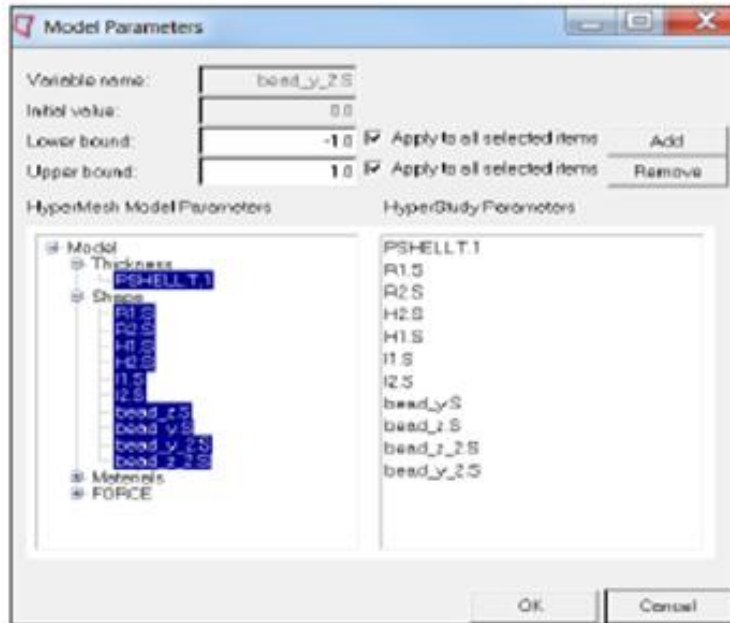 Model Parameters
Variable name: bead_y_2.S
Initial value: 0.0
Lower bound: -1.0 Apply to all selected items Add
Upper bound: 1.0 Apply to all selected items Remove
HyperMesh Model Parameters HyperStudy Parameters
Model
Thickness
PSHELL.T.1
Shape
R1.S
R2.S
H1.S
H2.S
I1.S
I2.S
bead_z.S
bead_y.S
bead_y_2.S
bead_z_2.S
Materials
FORCE
PSHELL.T.1
R1.S
R2.S
H2.S
H1.S
I1.S
I2.S
bead_y.S
bead_z.S
bead_z_2.S
bead_y_2.S
OK Cancel